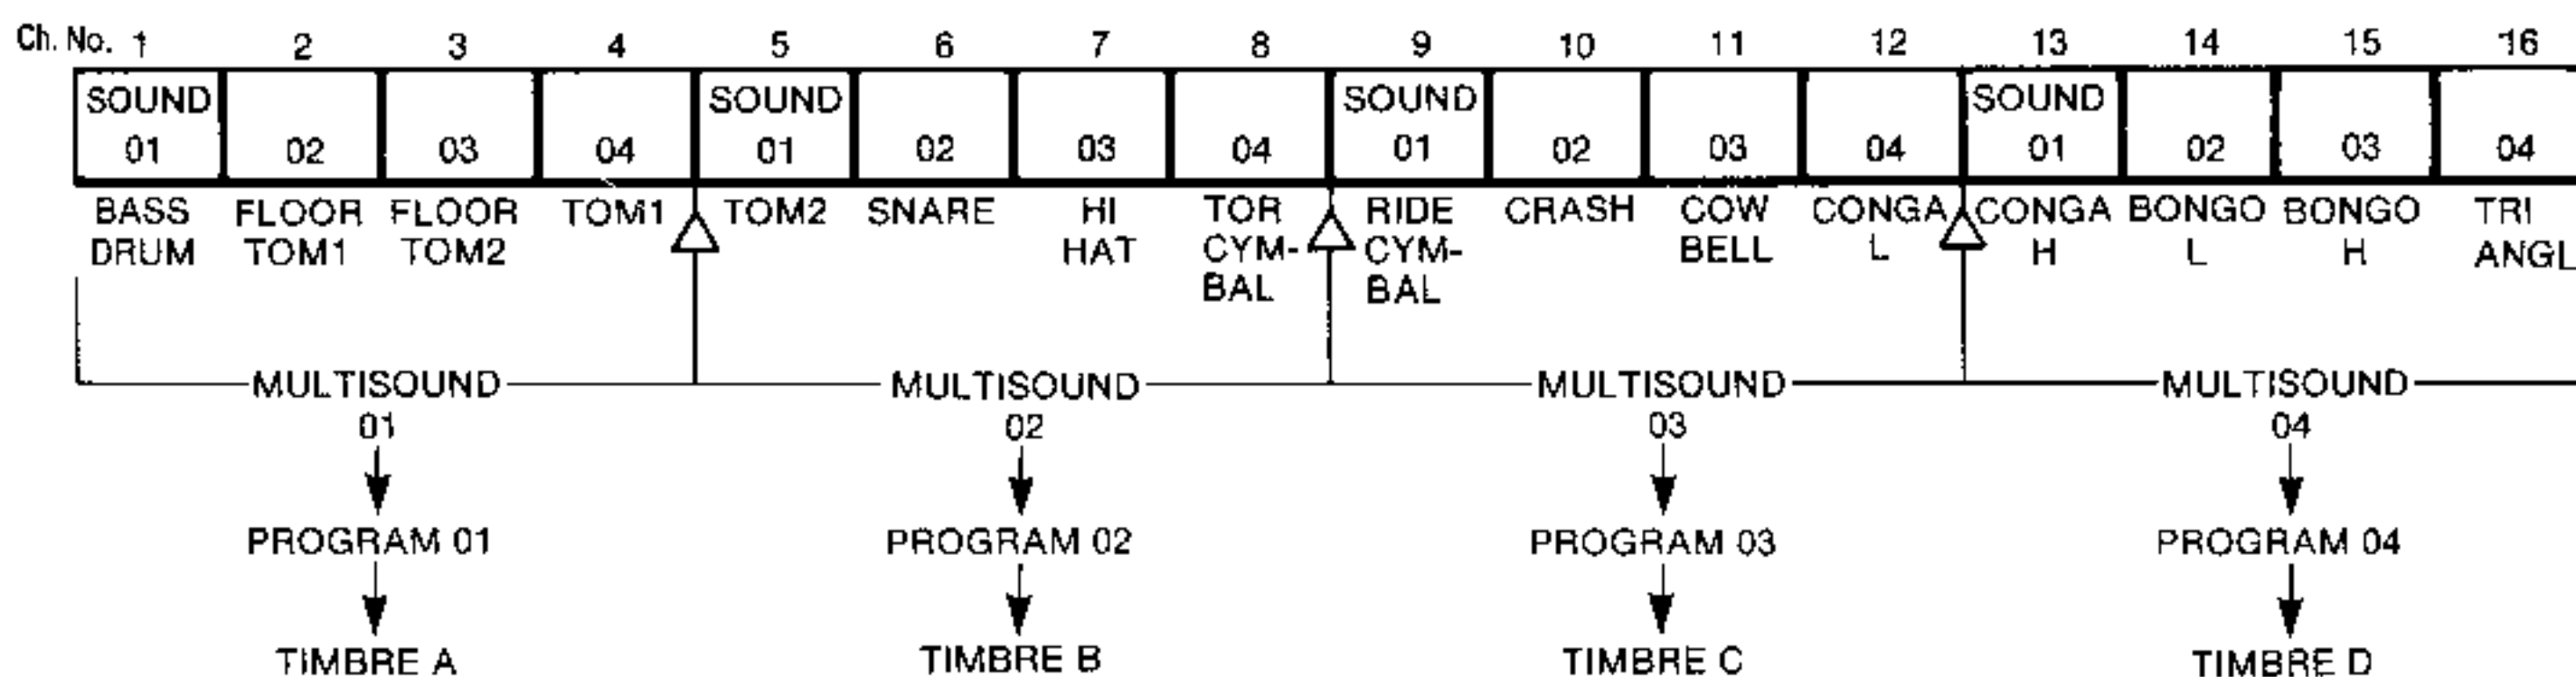 Ch. No. 1 2 3 4 5 6 7 8 9 10 11 12 13 14 15 16
SOUND SOUND SOUND SOUND
01 02 03 04 01 02 03 04 01 02 03 04 01 02 03 04
BASS FLOOR FLOOR TOM1 TOM2 SNARE HI TOR RIDE CRASH COW CONGA CONGA BONGO BONGO TRI
DRUM TOM1 TOM2 HAT CYM- CYM- BELL L H L H ANGL
BAL BAL
MULTISOUND MULTISOUND MULTISOUND MULTISOUND
01 02 03 04
PROGRAM 01 PROGRAM 02 PROGRAM 03 PROGRAM 04
TIMBRE A TIMBRE B TIMBRE C TIMBRE D